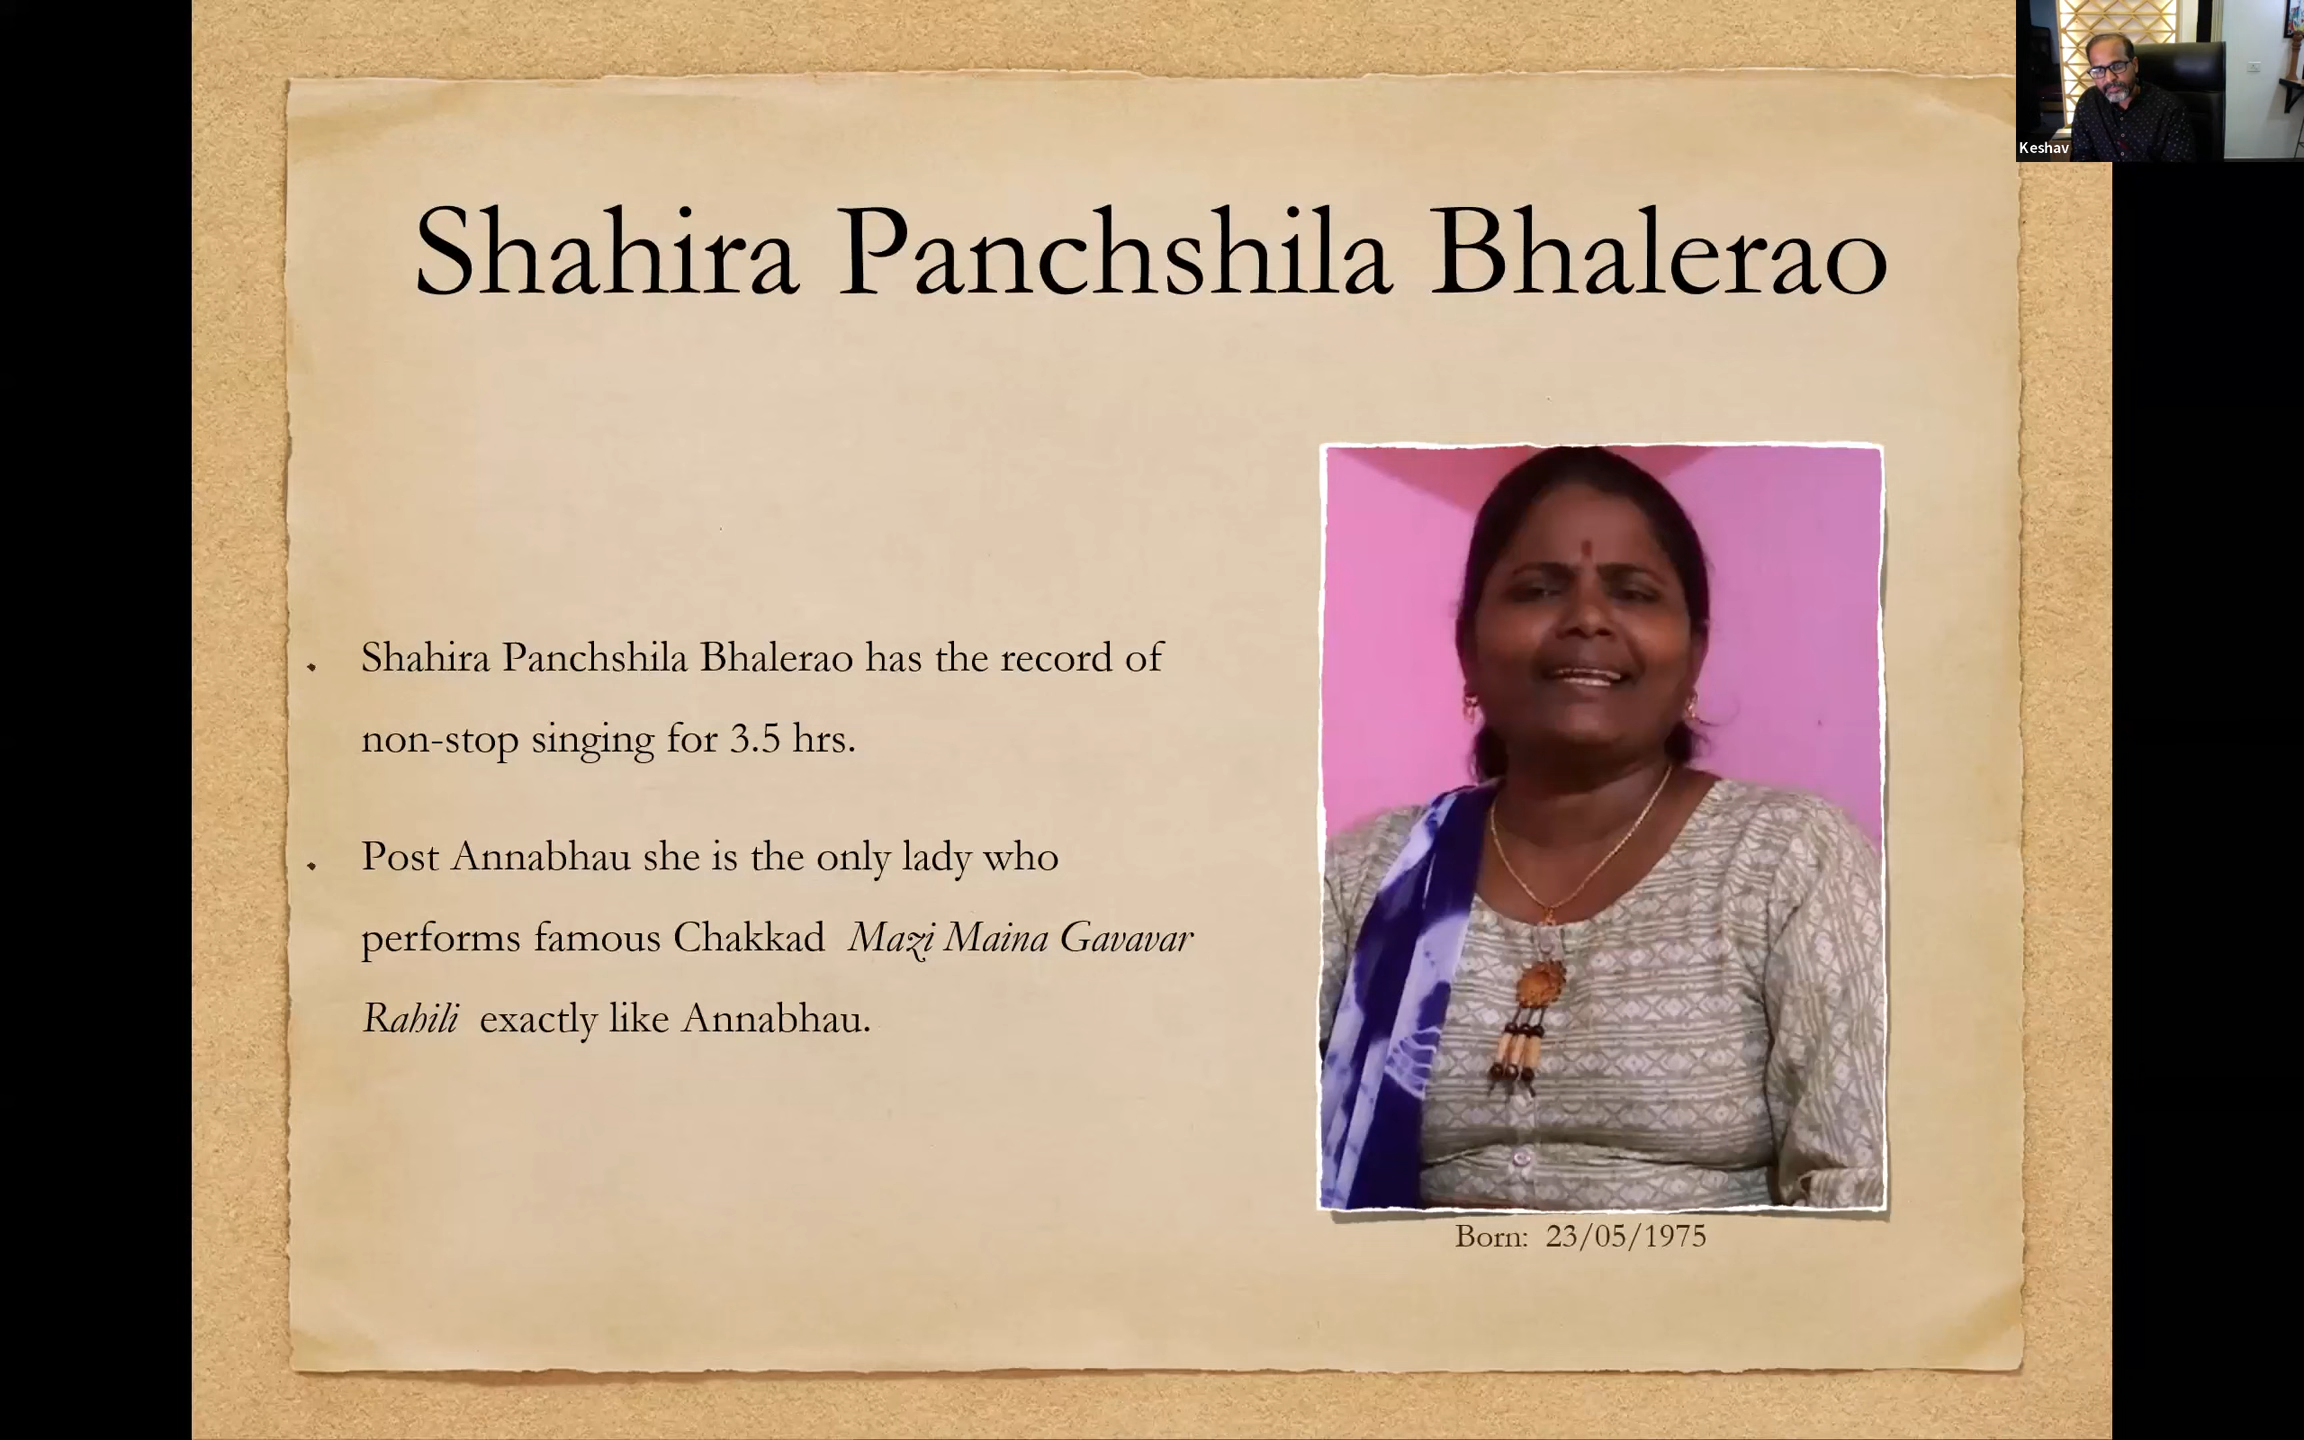 Keshav
Shahira Panchshila Bhalerao
Shahira Panchshila Bhalerao has the record of
non-stop singing for 3.5 hrs.
Post Annabhau she is the only lady who
performs famous Chakkad Mazi Maina Gavavar
Rahili exactly like Annabhau.
Born: 23/05/1975